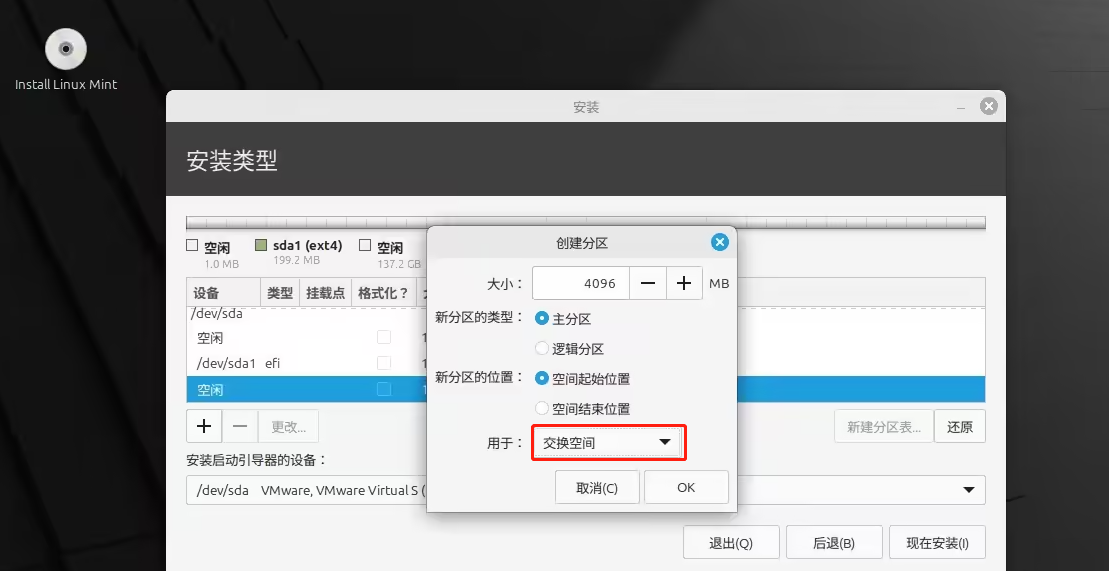 Install Linux Mint
安装
安装类型
空闲 sda1 (ext4) 空闲
1.0 MB 199.2 MB 137.2 GB
创建分区
大小： 4096 MB
新分区的类型： 主分区
逻辑分区
新分区的位置： 空间起始位置
空间结束位置
用于： 交换空间
取消(C) OK
设备 类型 挂载点 格式化？
/dev/sda
空闲
/dev/sda1 efi
空闲
更改... 新建分区表... 还原
安装启动引导器的设备：
/dev/sda VMware, VMware Virtual S (
退出(Q) 后退(B) 现在安装(I)